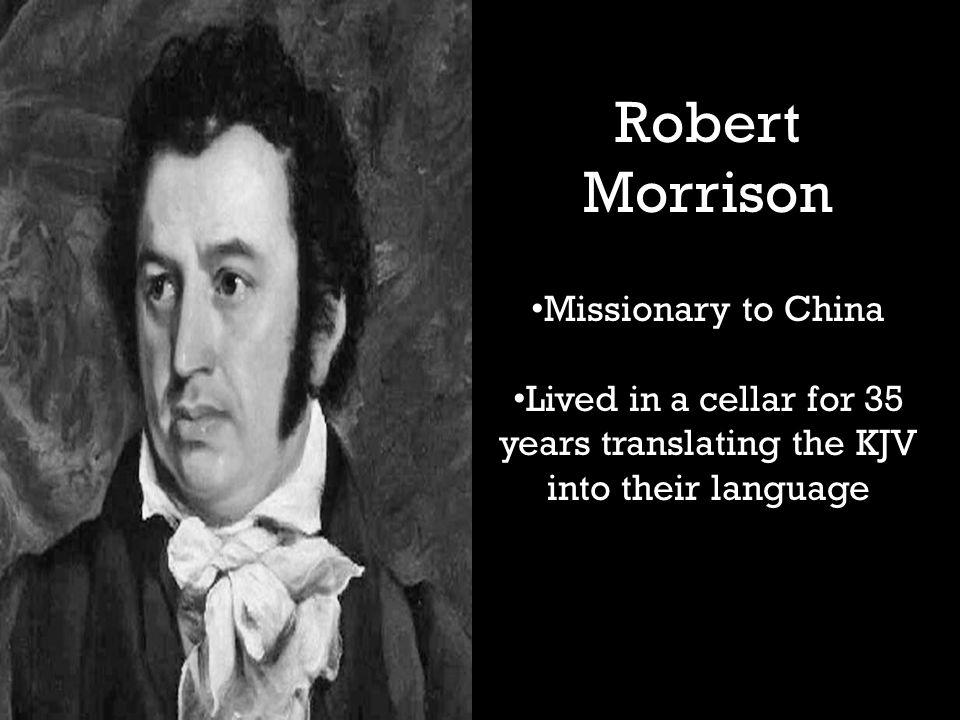 Robert
Morrison
•Missionary to China
•Lived in a cellar for 35
years translating the KJV
into their language